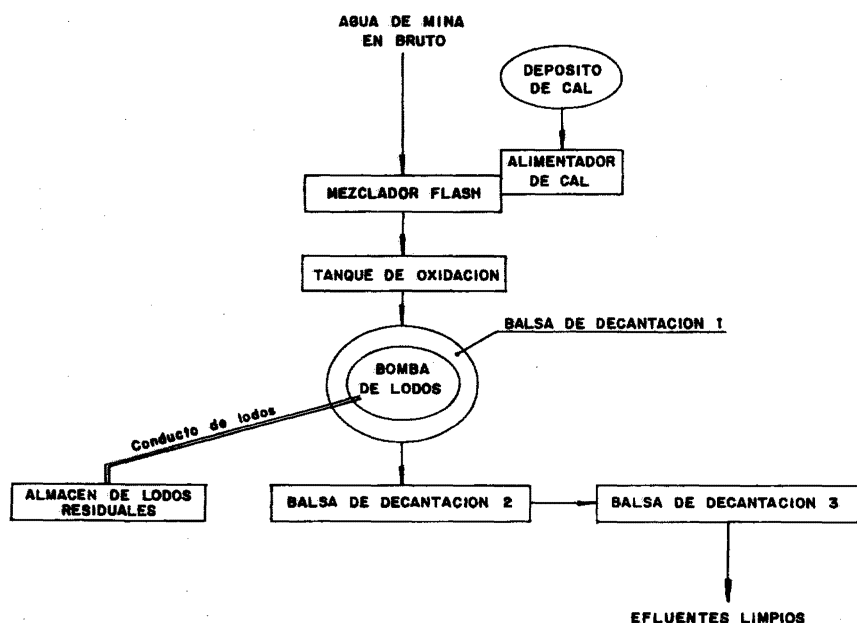 AGUA DE MINA
EN BRUTO
DEPOSITO
DE CAL
ALIMENTADOR
DE CAL
MEZCLADOR FLASH
TANQUE DE OXIDACION
BALSA DE DECANTACION 1
BOMBA
DE LODOS
Conducto de lodos
ALMACEN DE LODOS
RESIDUALES
BALSA DE DECANTACION 2
BALSA DE DECANTACION 3
EFLUENTES LIMPIOS